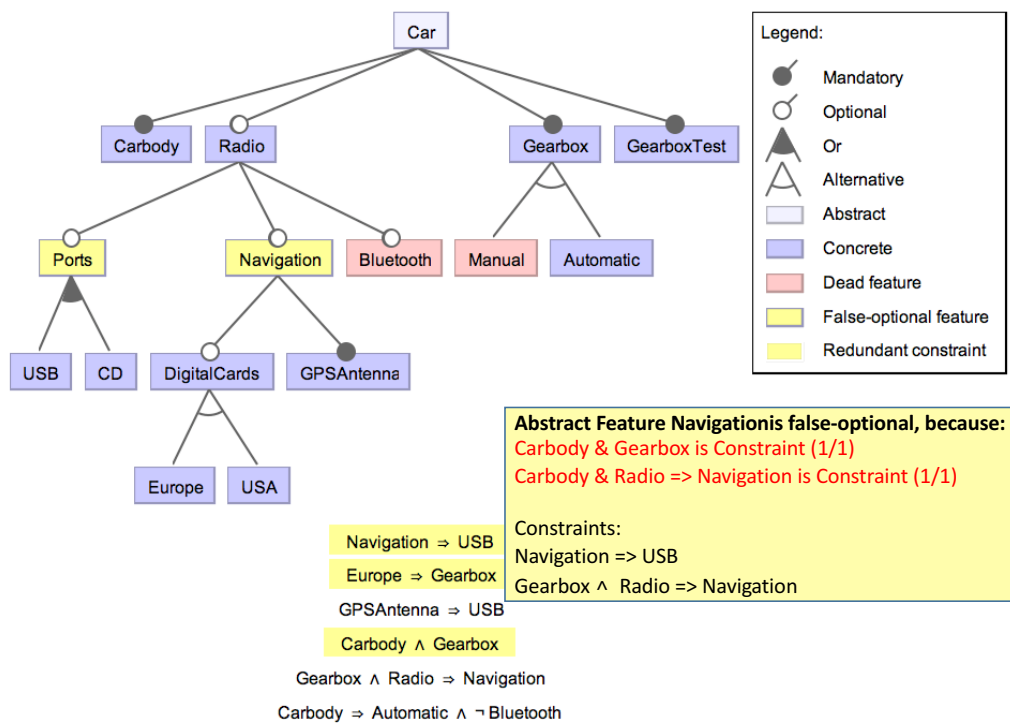 Car
Legend:
Mandatory
Optional
Or
Alternative
Abstract
Concrete
Dead feature
False-optional feature
Redundant constraint
Carbody
Radio
Gearbox
GearboxTest
Ports
Navigation
Bluetooth
Manual
Automatic
USB
CD
DigitalCards
GPSAntenna
Europe
USA
Abstract Feature Navigationis false-optional, because:
Carbody & Gearbox is Constraint (1/1)
Carbody & Radio => Navigation is Constraint (1/1)
Constraints:
Navigation => USB
Gearbox ∧ Radio => Navigation
Navigation ⇒ USB
Europe ⇒ Gearbox
GPSAntenna ⇒ USB
Carbody ∧ Gearbox
Gearbox ∧ Radio ⇒ Navigation
Carbody ⇒ Automatic ∧ ¬ Bluetooth